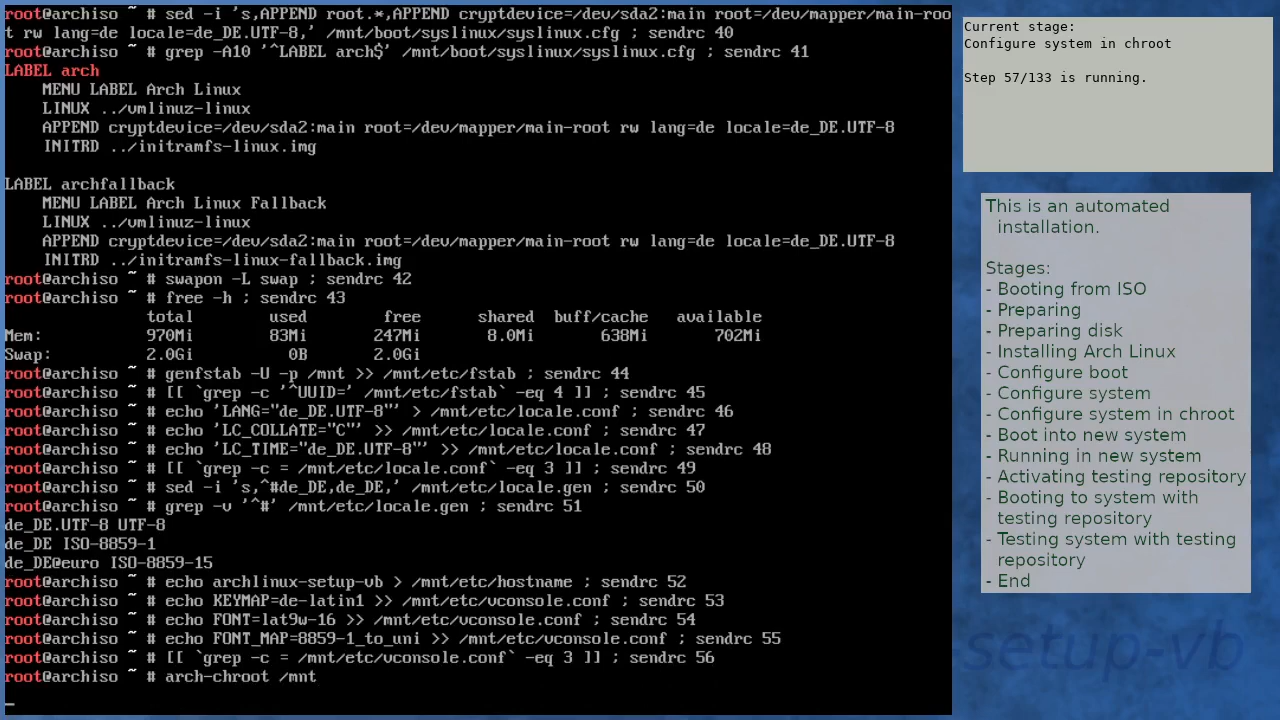 root@archiso ~ # sed -i 's,APPEND root.*,APPEND cryptdevice=/dev/sda2:main root=/dev/mapper/main-roo
t rw lang=de locale=de_DE.UTF-8,' /mnt/boot/syslinux/syslinux.cfg ; sendrc 40
root@archiso ~ # grep -A10 '^LABEL arch$' /mnt/boot/syslinux/syslinux.cfg ; sendrc 41
LABEL arch
    MENU LABEL Arch Linux
    LINUX ../vmlinuz-linux
    APPEND cryptdevice=/dev/sda2:main root=/dev/mapper/main-root rw lang=de locale=de_DE.UTF-8
    INITRD ../initramfs-linux.img

LABEL archfallback
    MENU LABEL Arch Linux Fallback
    LINUX ../vmlinuz-linux
    APPEND cryptdevice=/dev/sda2:main root=/dev/mapper/main-root rw lang=de locale=de_DE.UTF-8
    INITRD ../initramfs-linux-fallback.img
root@archiso ~ # swapon -L swap ; sendrc 42
root@archiso ~ # free -h ; sendrc 43
               total        used        free      shared  buff/cache   available
Mem:           970Mi        83Mi       247Mi       8.0Mi       638Mi       702Mi
Swap:          2.0Gi          0B       2.0Gi
root@archiso ~ # genfstab -U -p /mnt >> /mnt/etc/fstab ; sendrc 44
root@archiso ~ # [[ `grep -c '^UUID=' /mnt/etc/fstab` -eq 4 ]] ; sendrc 45
root@archiso ~ # echo 'LANG="de_DE.UTF-8"' > /mnt/etc/locale.conf ; sendrc 46
root@archiso ~ # echo 'LC_COLLATE="C"' >> /mnt/etc/locale.conf ; sendrc 47
root@archiso ~ # echo 'LC_TIME="de_DE.UTF-8"' >> /mnt/etc/locale.conf ; sendrc 48
root@archiso ~ # [[ `grep -c = /mnt/etc/locale.conf` -eq 3 ]] ; sendrc 49
root@archiso ~ # sed -i 's,^#de_DE,de_DE,' /mnt/etc/locale.gen ; sendrc 50
root@archiso ~ # grep -v '^#' /mnt/etc/locale.gen ; sendrc 51
de_DE.UTF-8 UTF-8
de_DE ISO-8859-1
de_DE@euro ISO-8859-15
root@archiso ~ # echo archlinux-setup-vb > /mnt/etc/hostname ; sendrc 52
root@archiso ~ # echo KEYMAP=de-latin1 >> /mnt/etc/vconsole.conf ; sendrc 53
root@archiso ~ # echo FONT=lat9w-16 >> /mnt/etc/vconsole.conf ; sendrc 54
root@archiso ~ # echo FONT_MAP=8859-1_to_uni >> /mnt/etc/vconsole.conf ; sendrc 55
root@archiso ~ # [[ `grep -c = /mnt/etc/vconsole.conf` -eq 3 ]] ; sendrc 56
root@archiso ~ # arch-chroot /mnt
_
Current stage:
Configure system in chroot

Step 57/133 is running.
This is an automated
installation.

Stages:
- Booting from ISO
- Preparing
- Preparing disk
- Installing Arch Linux
- Configure boot
- Configure system
- Configure system in chroot
- Boot into new system
- Running in new system
- Activating testing repository
- Booting to system with
testing repository
- Testing system with testing
repository
- End
setup-vb